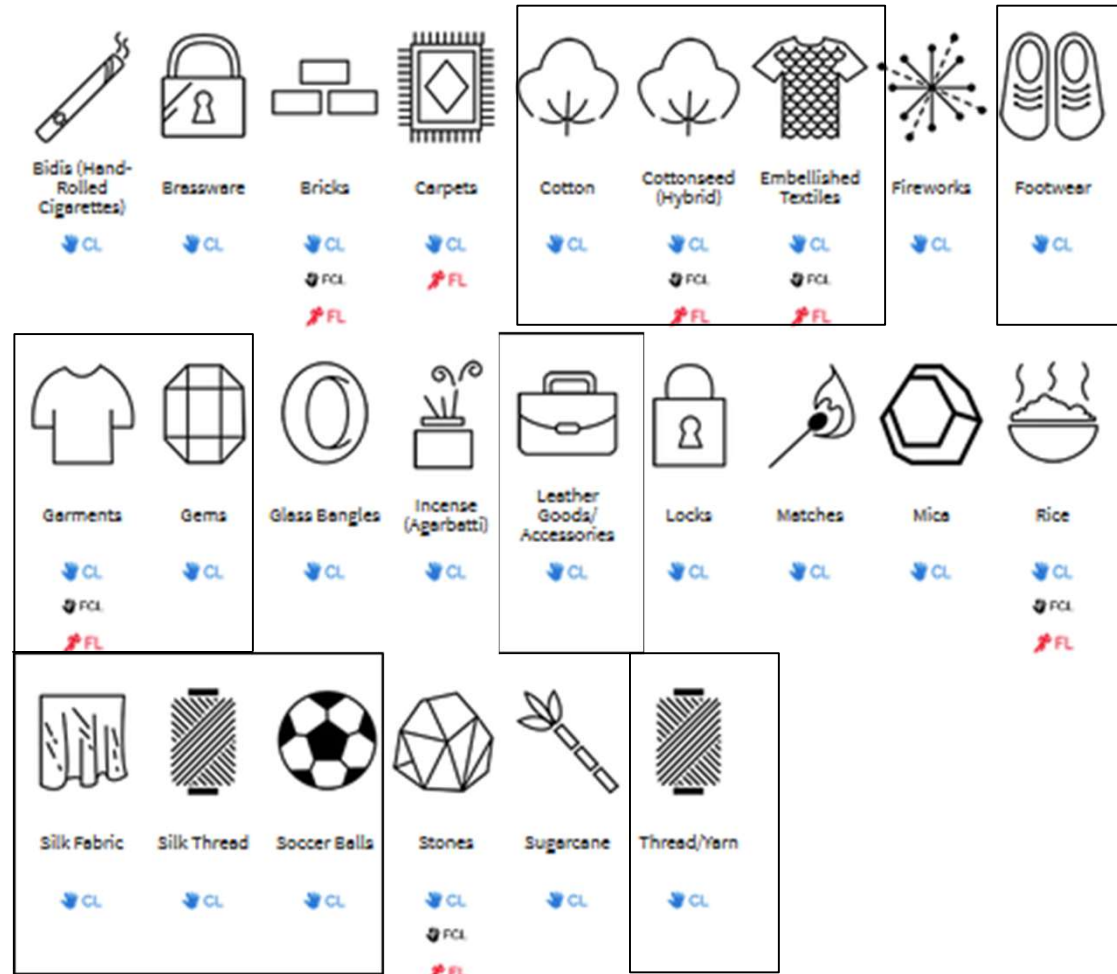 Bidis (Hand-
Rolled
Cigarettes)
Brassware
Bricks
Carpets
Cotton
Cottonseed
(Hybrid)
Embellished
Textiles
Fireworks
Footwear
CL
CL
CL
CL
CL
CL
CL
CL
CL
FCL
FL
FCL
FCL
FL
FL
FL
Garments
Gems
Glass Bangles
Incense
(Agarbatti)
Leather
Goods/
Accessories
Locks
Matches
Mica
Rice
CL
CL
CL
CL
CL
CL
CL
CL
CL
FCL
FCL
FL
FL
Silk Fabric
Silk Thread
Soccer Balls
Stones
Sugarcane
Thread/Yarn
CL
CL
CL
CL
CL
CL
FCL
FL